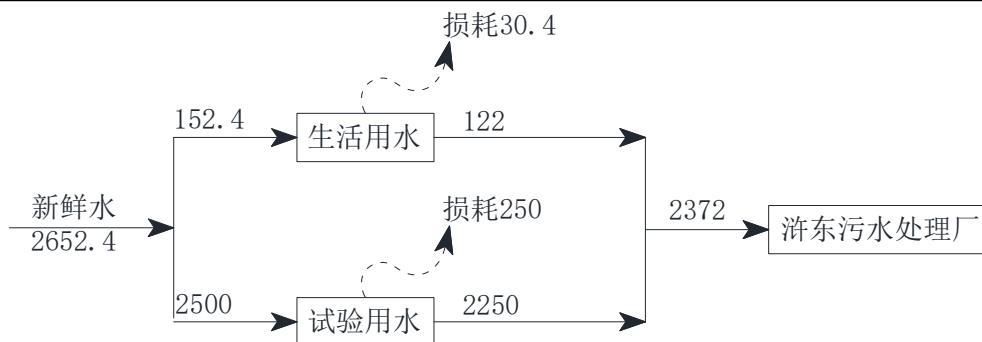 损耗30.4
152.4
生活用水
122
新鲜水
2652.4
损耗250
2372
浒东污水处理厂
2500
试验用水
2250